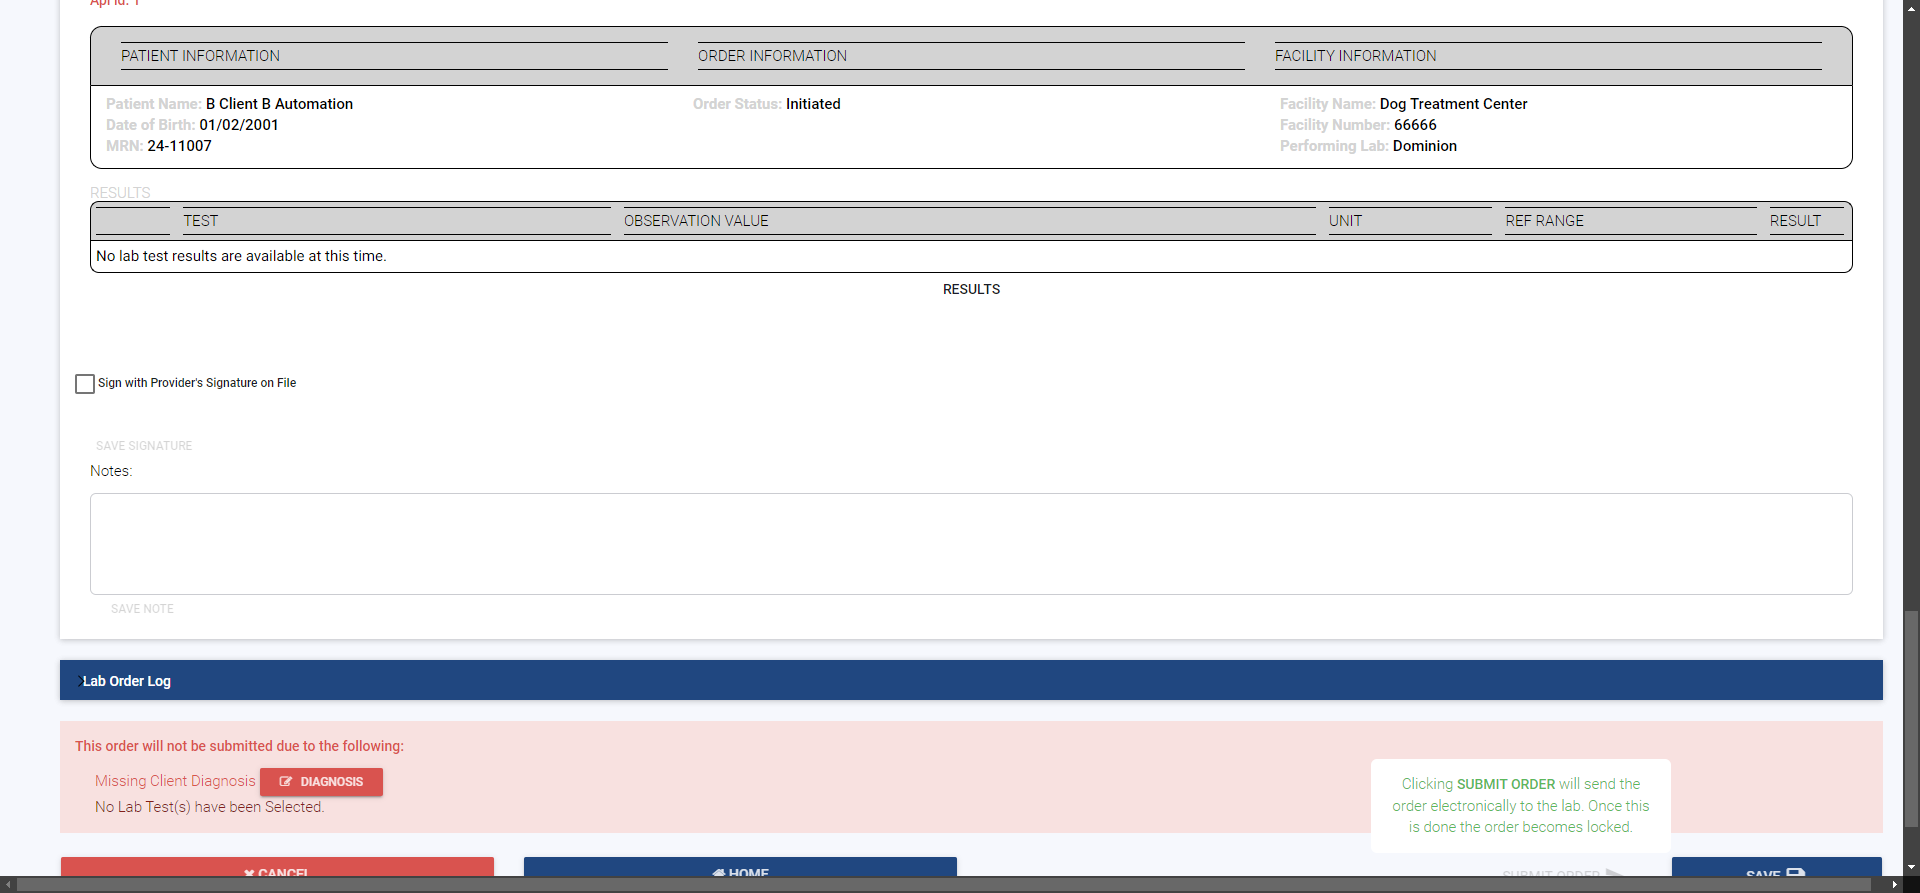 Api Id: 1
PATIENT INFORMATION
ORDER INFORMATION
FACILITY INFORMATION
Patient Name: B Client B Automation
Date of Birth: 01/02/2001
MRN: 24-11007
Order Status: Initiated
Facility Name: Dog Treatment Center
Facility Number: 66666
Performing Lab: Dominion
RESULTS
TEST OBSERVATION VALUE UNIT REF RANGE RESULT
No lab test results are available at this time.
RESULTS
Sign with Provider's Signature on File
SAVE SIGNATURE
Notes:
SAVE NOTE
Lab Order Log
This order will not be submitted due to the following:
Missing Client Diagnosis DIAGNOSIS
No Lab Test(s) have been Selected.
Clicking SUBMIT ORDER will send the
order electronically to the lab. Once this
is done the order becomes locked.
CANCEL HOME SUBMIT ORDER SAVE